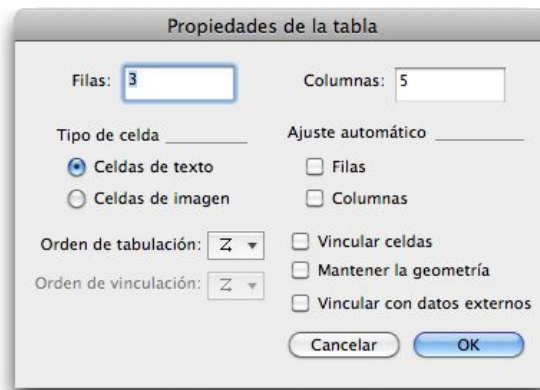 Propiedades de la tabla
Filas: 3 Columnas: 5
Tipo de celda Ajuste automático
Celdas de texto Filas
Celdas de imagen Columnas
Orden de tabulación: Vincular celdas
Mantener la geometría
Orden de vinculación:
Vincular con datos externos
Cancelar OK